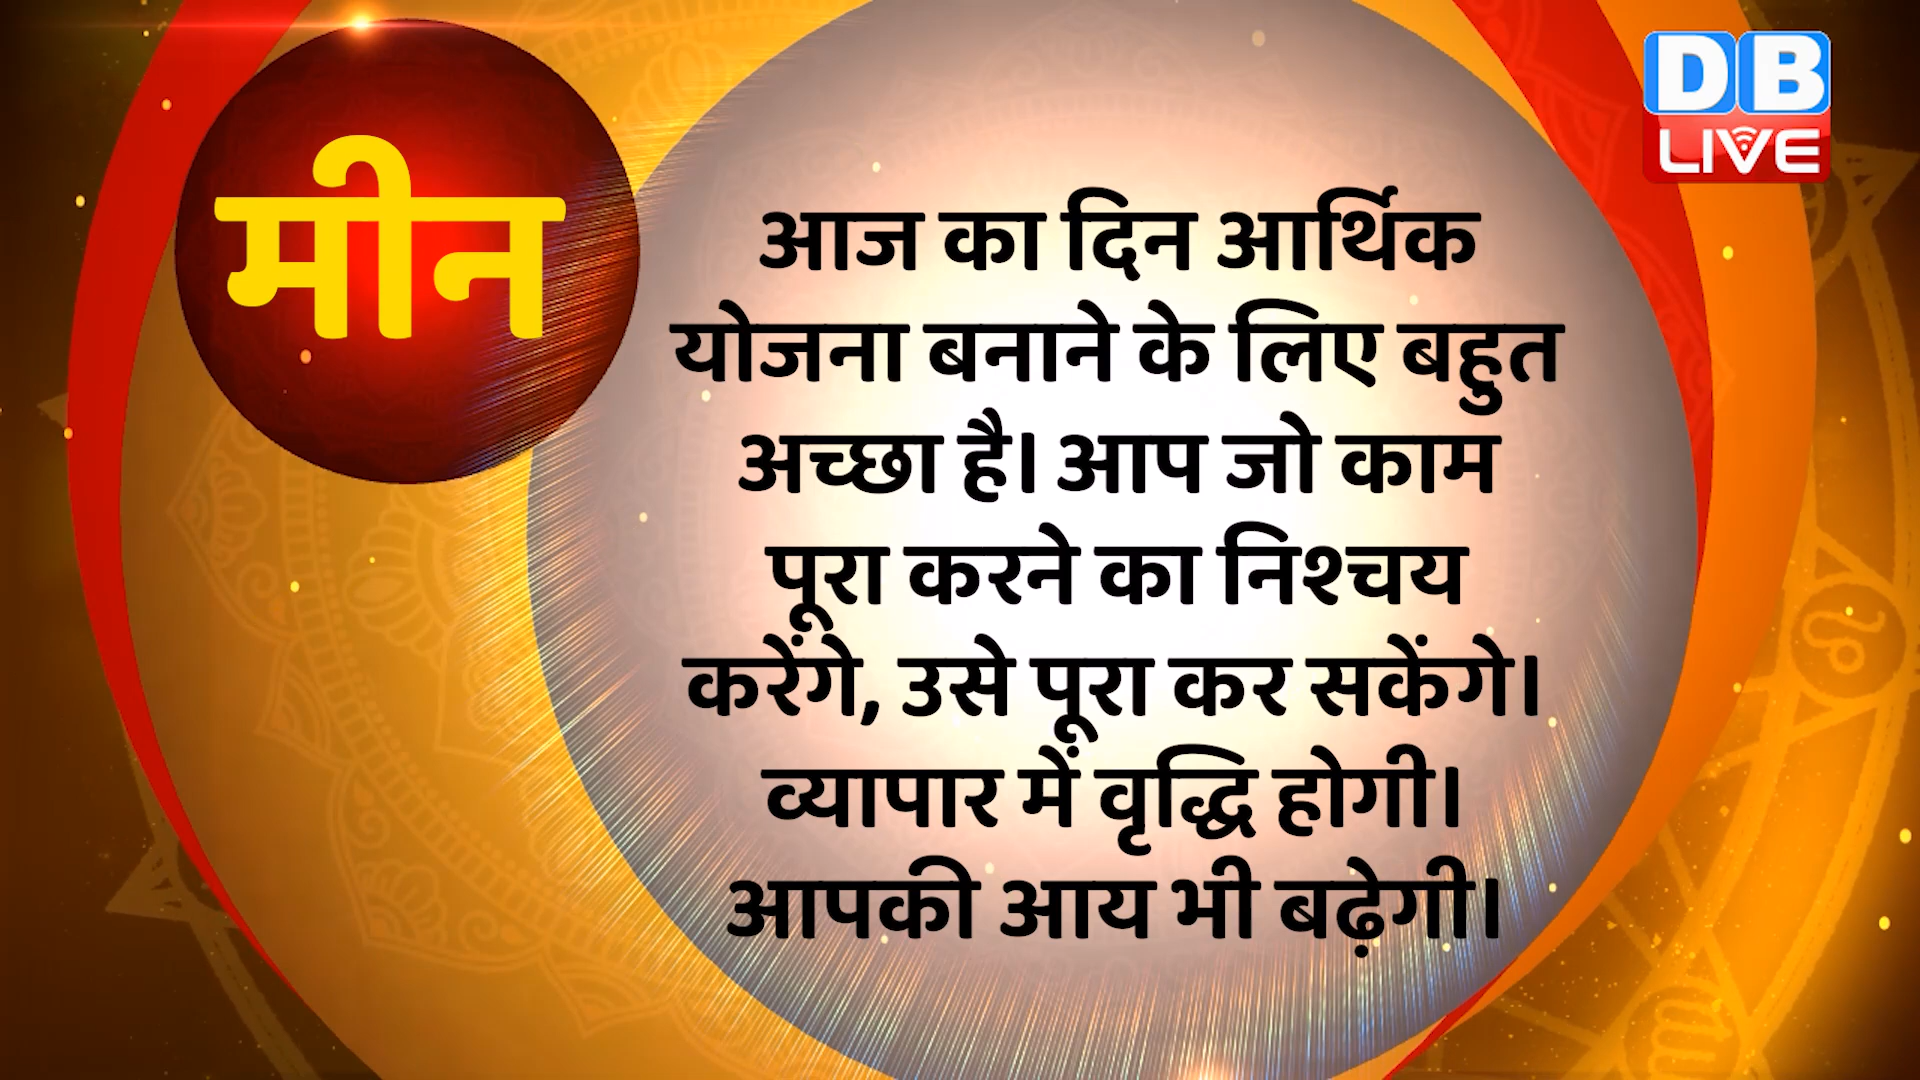 मीन
DB
LIVE
आज का दिन आर्थिक
योजना बनाने के लिए बहुत
अच्छा है। आप जो काम
पूरा करने का निश्चय
करेंगे, उसे पूरा कर सकेंगे।
व्यापार में वृद्धि होगी।
आपकी आय भी बढ़ेगी।